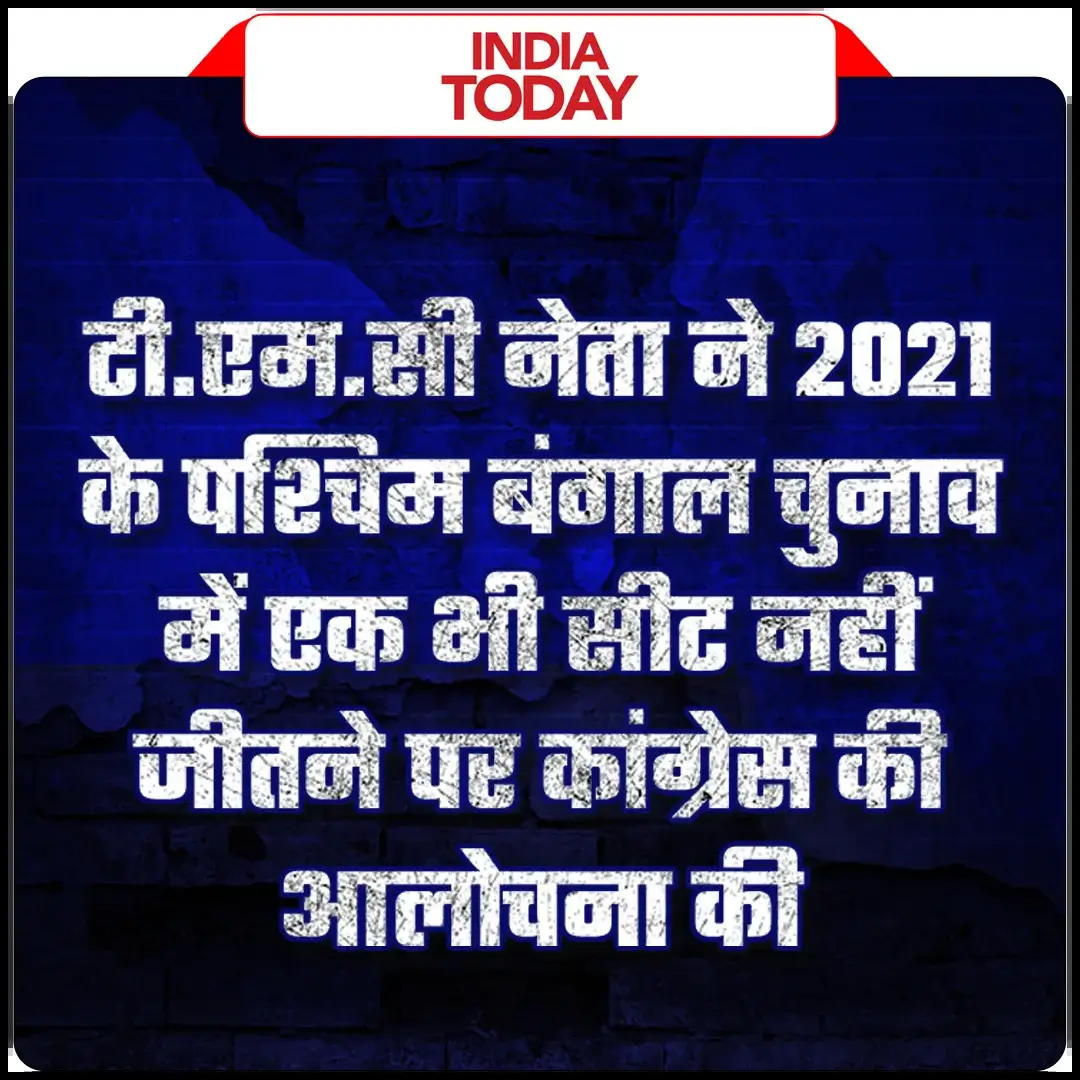 INDIA
TODAY
टी.एम.सी नेता ने 2021
के पश्चिम बंगाल चुनाव
में एक भी सीट नहीं
जीतने पर कांग्रेस की
आलोचना की